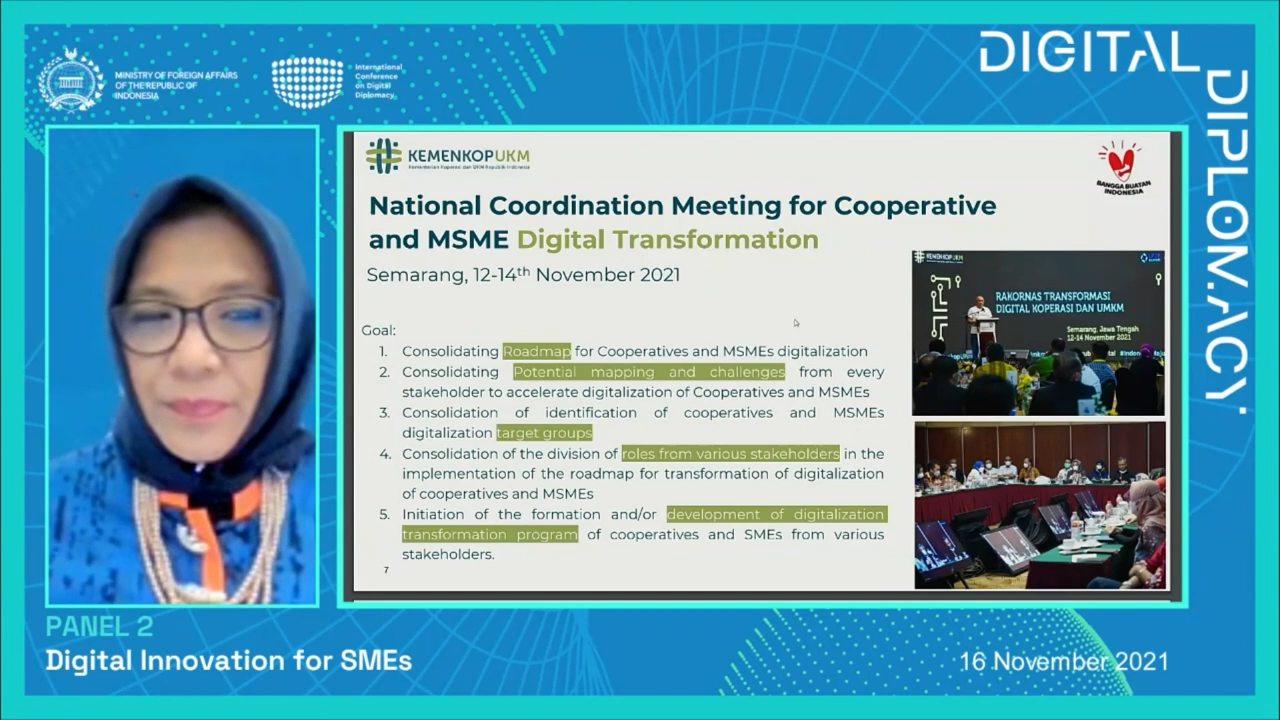 DIGITAL
DIPLOMACY.
MINISTRY OF FOREIGN AFFAIRS
OF THE REPUBLIC OF
INDONESIA
International
Conference
on Digital
Diplomacy
KEMENKOPUKM
Kementerian Koperasi dan UKM Republik Indonesia
BANGGA BUATAN
INDONESIA
National Coordination Meeting for Cooperative
and MSME Digital Transformation
Semarang, 12-14th November 2021
Goal:
1. Consolidating Roadmap for Cooperatives and MSMEs digitalization
2. Consolidating Potential mapping and challenges from every
stakeholder to accelerate digitalization of Cooperatives and MSMEs
3. Consolidation of identification of cooperatives and MSMEs
digitalization target groups
4. Consolidation of the division of roles from various stakeholders in the
implementation of the roadmap for transformation of digitalization
of cooperatives and MSMEs
5. Initiation of the formation and/or development of digitalization
transformation program of cooperatives and SMEs from various
stakeholders.
7
KEMENKOPUKM
RAKORNAS TRANSFORMASI
DIGITAL KOPERASI DAN UMKM
Semarang, Jawa Tengah
12-14 November 2021
PANEL 2
Digital Innovation for SMEs
16 November 2021